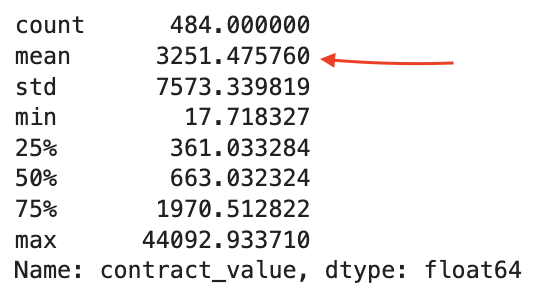 count 484.000000
mean 3251.475760
std 7573.339819
min 17.718327
25% 361.033284
50% 663.032324
75% 1970.512822
max 44092.933710
Name: contract_value, dtype: float64